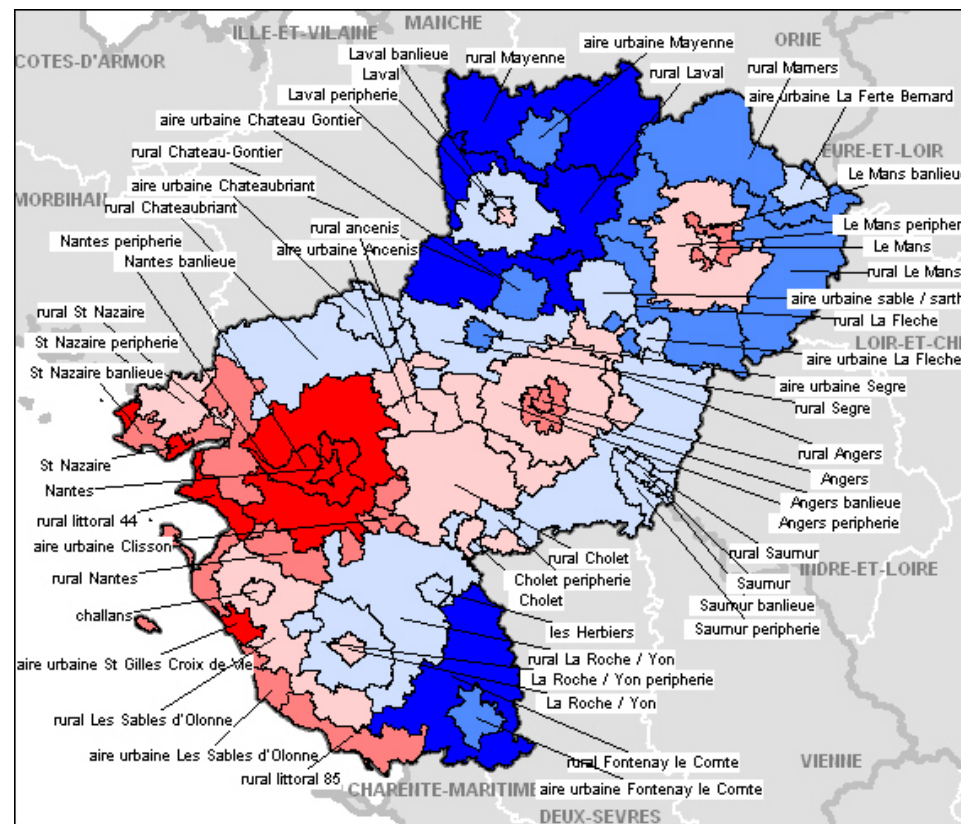 MANCHE
ILLE-ET-VILAINE
ORNE
COTES-D'ARMOR
Laval banlieue
rural Mayenne
aire urbaine Mayenne
Laval
rural Laval
rural Mamers
Laval peripherie
aire urbaine La Ferte Bernard
aire urbaine Chateau Gontier
rural Chateau-Gontier
EURE-ET-LOIR
Le Mans banlieue
aire urbaine Chateaubriant
MORBIHAN
rural Chateaubriant
rural ancenis
Le Mans peripherie
Nantes peripherie
aire urbaine Ancenis
Le Mans
Nantes banlieue
rural Le Mans
aire urbaine sable / sarth
rural St Nazaire
rural La Fleche
St Nazaire peripherie
LOIR-ET-CHE
aire urbaine La Fleche
St Nazaire banlieue
aire urbaine Segre
rural Segre
St Nazaire
rural Angers
Nantes
Angers
Angers banlieue
rural littoral 44
Angers peripherie
aire urbaine Clisson
rural Saumur
rural Cholet
INDRE-ET-LOIRE
rural Nantes
Cholet peripherie
Saumur
Cholet
Saumur banlieue
challans
Saumur peripherie
les Herbiers
aire urbaine St Gilles Croix de Vie
rural La Roche / Yon
La Roche / Yon peripherie
La Roche / Yon
rural Les Sables d'Olonne
aire urbaine Les Sables d'Olonne
rural Fontenay le Comte
VIENNE
rural littoral 85
CHARENTE-MARITIME
aire urbaine Fontenay le Comte
DEUX-SEVRES